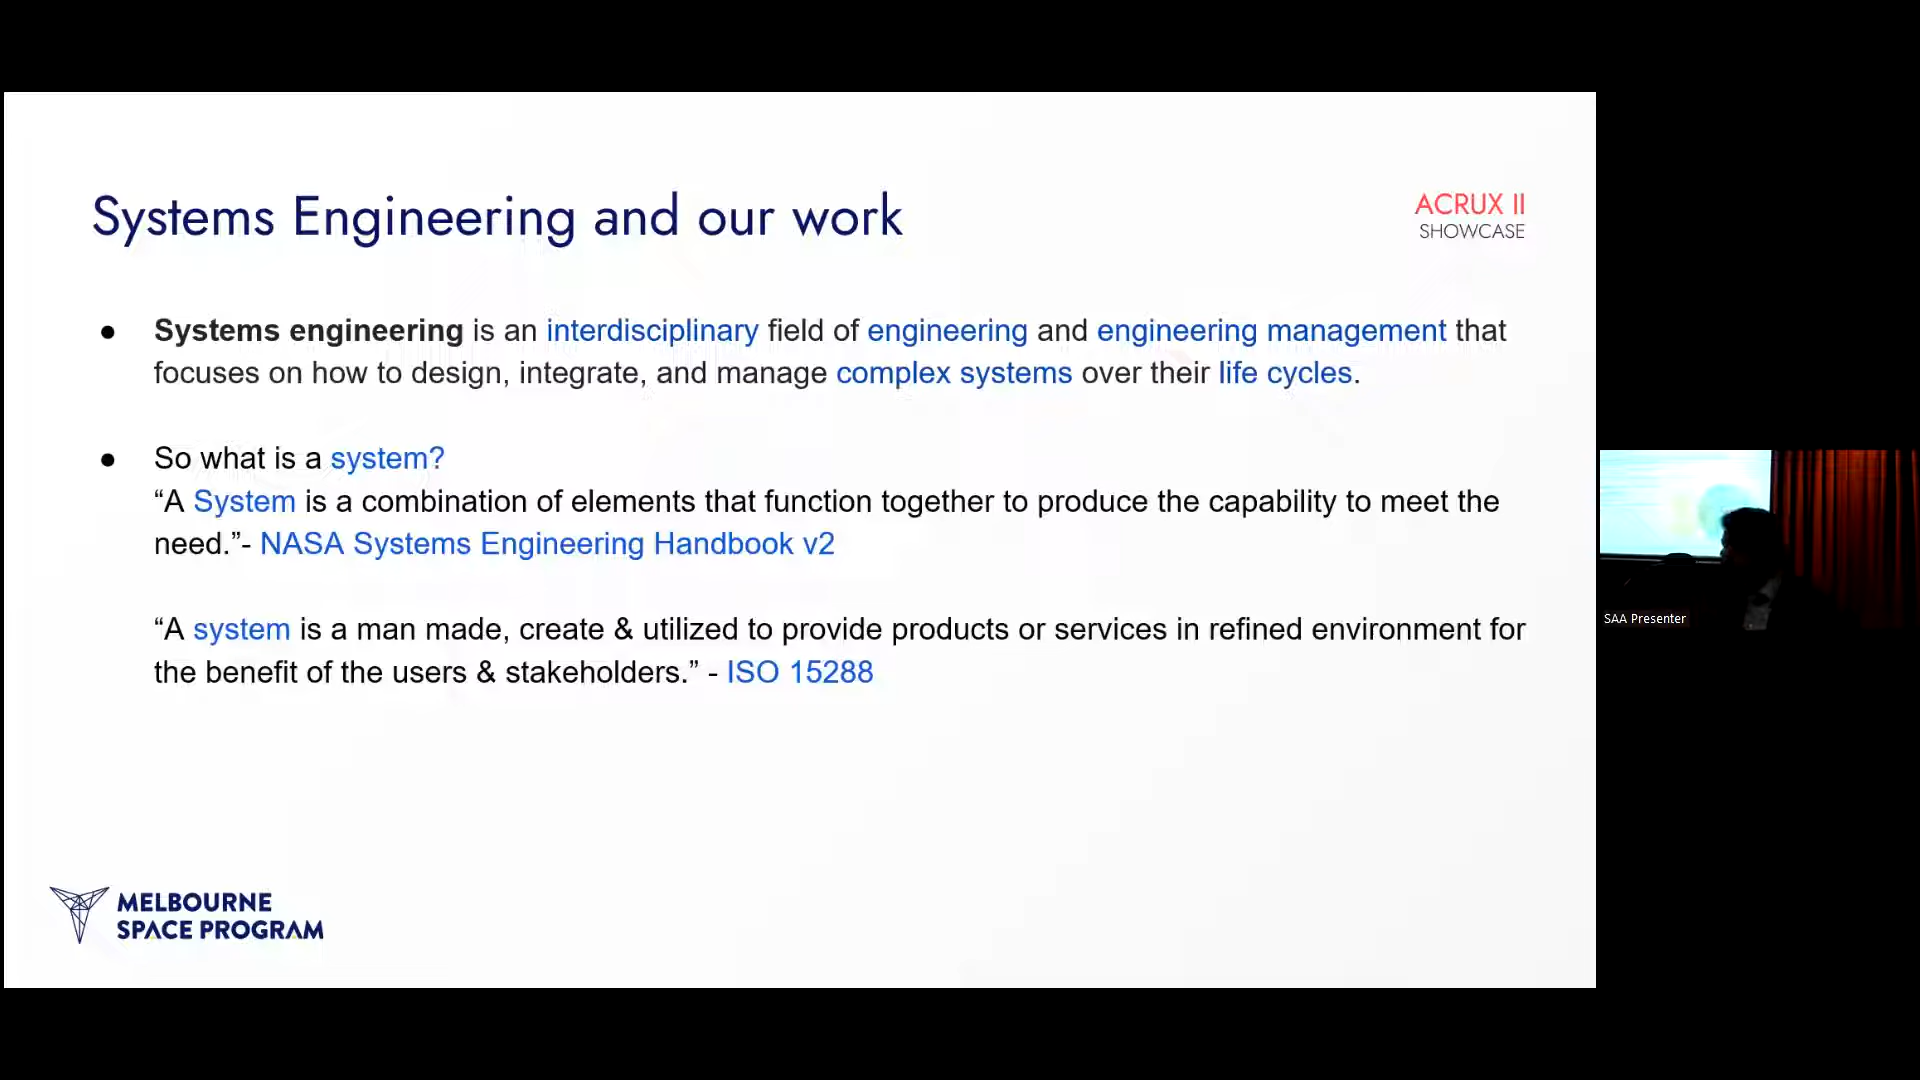 Systems Engineering and our work
ACRUX II
SHOWCASE
● Systems engineering is an interdisciplinary field of engineering and engineering management that
focuses on how to design, integrate, and manage complex systems over their life cycles.
● So what is a system?
“A System is a combination of elements that function together to produce the capability to meet the
need.”- NASA Systems Engineering Handbook v2
“A system is a man made, create & utilized to provide products or services in refined environment for
the benefit of the users & stakeholders.” - ISO 15288
MELBOURNE
SPACE PROGRAM
SAA Presenter